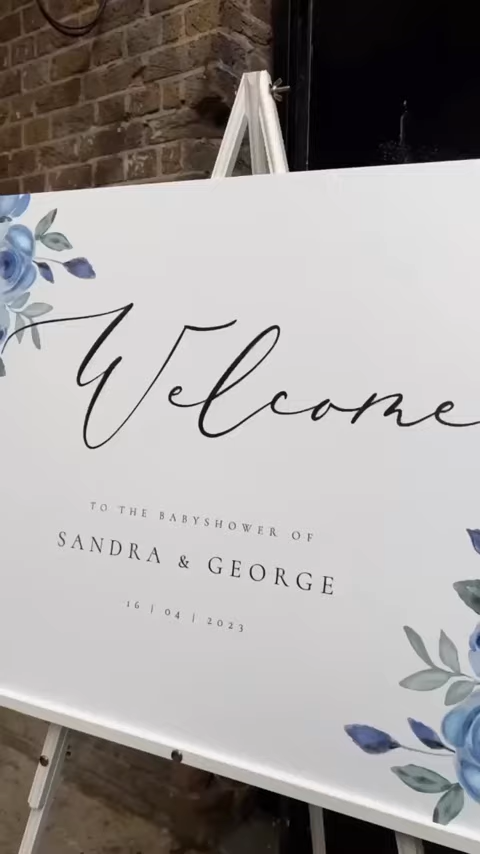 Welcome
TO THE BABYSHOWER OF
SANDRA & GEORGE
16 | 04 | 2023